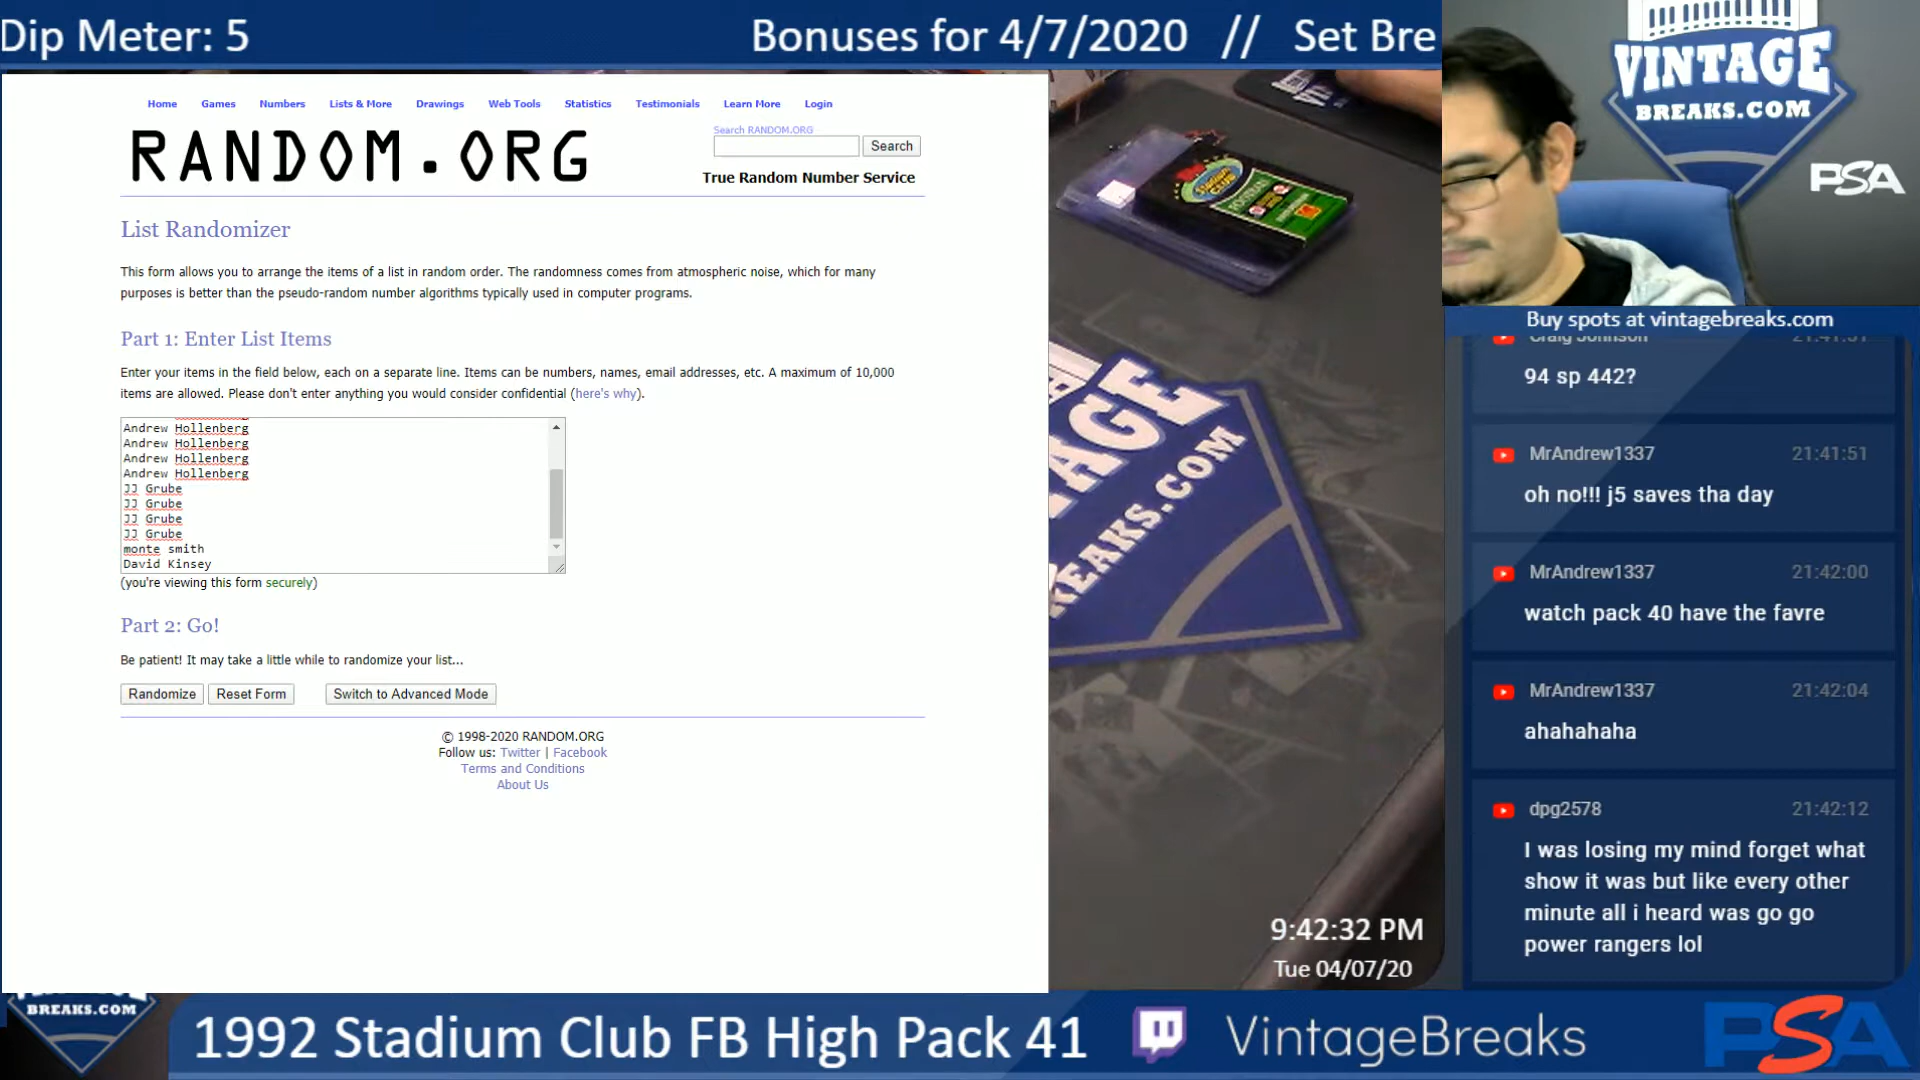 Dip Meter: 5
Bonuses for 4/7/2020 // Set Bre
Home Games Numbers Lists & More Drawings Web Tools Statistics Testimonials Learn More Login
RANDOM.ORG
Search RANDOM.ORG
Search
True Random Number Service
List Randomizer
This form allows you to arrange the items of a list in random order. The randomness comes from atmospheric noise, which for many
purposes is better than the pseudo-random number algorithms typically used in computer programs.
Part 1: Enter List Items
Enter your items in the field below, each on a separate line. Items can be numbers, names, email addresses, etc. A maximum of 10,000
items are allowed. Please don't enter anything you would consider confidential (here's why).
Andrew Hollenberg
Andrew Hollenberg
Andrew Hollenberg
Andrew Hollenberg
JJ Grube
JJ Grube
JJ Grube
JJ Grube
monte smith
David Kinsey
(you're viewing this form securely)
Part 2: Go!
Be patient! It may take a little while to randomize your list...
Randomize Reset Form Switch to Advanced Mode
© 1998-2020 RANDOM.ORG
Follow us: Twitter | Facebook
Terms and Conditions
About Us
Stadium
CLUB
FOOTBALL
AGE
REAKS.COM
9:42:32 PM
Tue 04/07/20
VINTAGE
BREAKS.COM
PSA
Buy spots at vintagebreaks.com
Craig Johnson 21:41:31
94 sp 442?
MrAndrew1337 21:41:51
oh no!!! j5 saves tha day
MrAndrew1337 21:42:00
watch pack 40 have the favre
MrAndrew1337 21:42:04
ahahahaha
dpg2578 21:42:12
I was losing my mind forget what
show it was but like every other
minute all i heard was go go
power rangers lol
BREAKS.COM
1992 Stadium Club FB High Pack 41
VintageBreaks
PSA